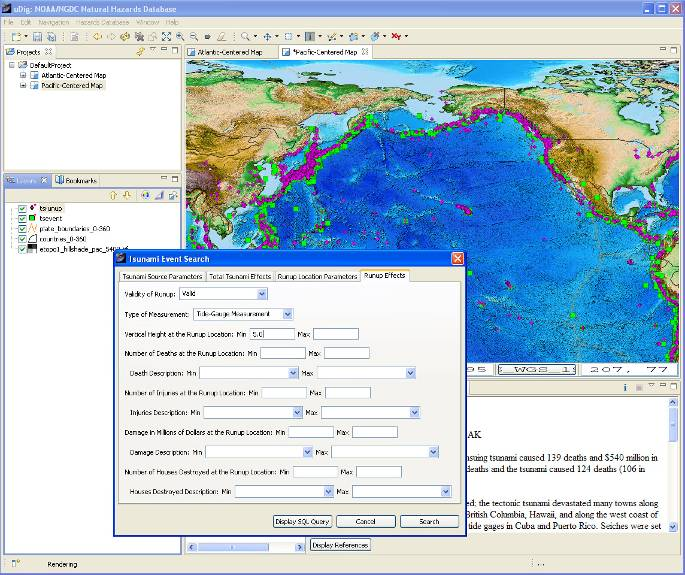 uDig: NOAA/NGDC Natural Hazards Database
File Edit Navigation Hazards Database Window Help
Projects
DefaultProject
Atlantic-Centered Map
Pacific-Centered Map
Atlantic-Centered Map *Pacific-Centered Map
Layers Bookmarks
tsrunup
tsevent
plate_boundaries_0-360
countries_0-360
etopo1_hillshade_pac_540
Tsunami Event Search
Tsunami Source Parameters Total Tsunami Effects Runup Location Parameters Runup Effects
Validity of Runup: Valid
Type of Measurement: Tide-Gauge Measurement
Vertical Height at the Runup Location: Min 5.0 Max
Number of Deaths at the Runup Location: Min Max
Death Description: Min Max
Number of Injuries at the Runup Location: Min Max
Injuries Description: Min Max
Damage in Millions of Dollars at the Runup Location: Min Max
Damage Description: Min Max
Number of Houses Destroyed at the Runup Location: Min Max
Houses Destroyed Description: Min Max
Display SQL Query Cancel Search
95 WGS_1 207, 77
AK
suing tsunami caused 139 deaths and $540 million in
deaths and the tsunami caused 124 deaths (106 in
ed; the tectonic tsunami devastated many towns along
British Columbia, Hawaii, and along the west coast of
tide gages in Cuba and Puerto Rico. Seiches were set
Display References
Rendering